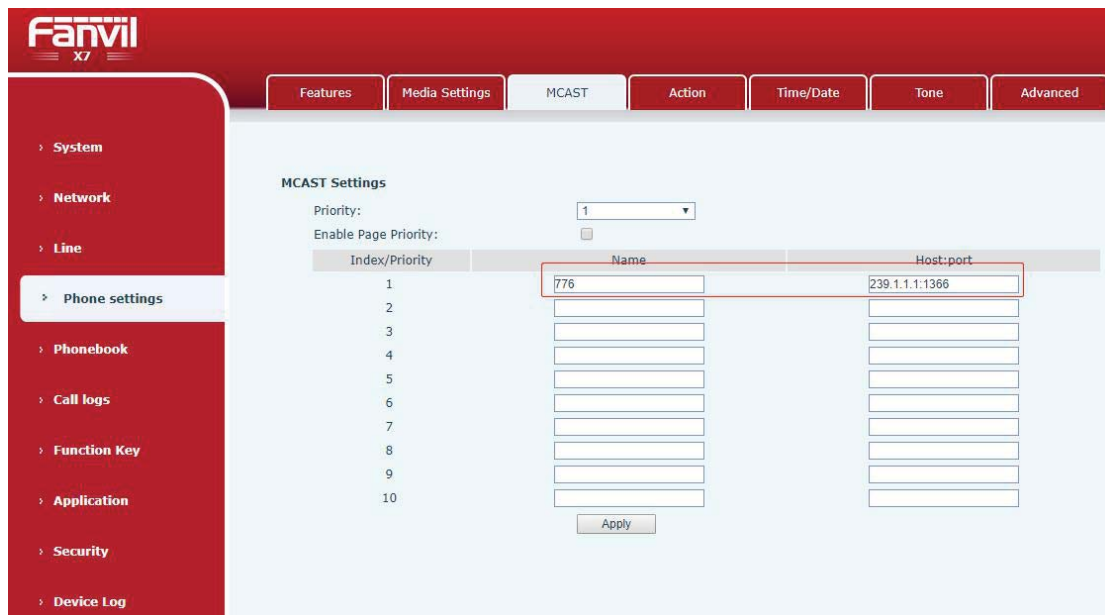 Fanvil
X7
Features Media Settings MCAST Action Time/Date Tone Advanced
› System
› Network
› Line
› Phone settings
› Phonebook
› Call logs
› Function Key
› Application
› Security
› Device Log
MCAST Settings
Priority: 1
Enable Page Priority:
Index/Priority Name Host:port
1 776 239.1.1.1:1366
2
3
4
5
6
7
8
9
10
Apply